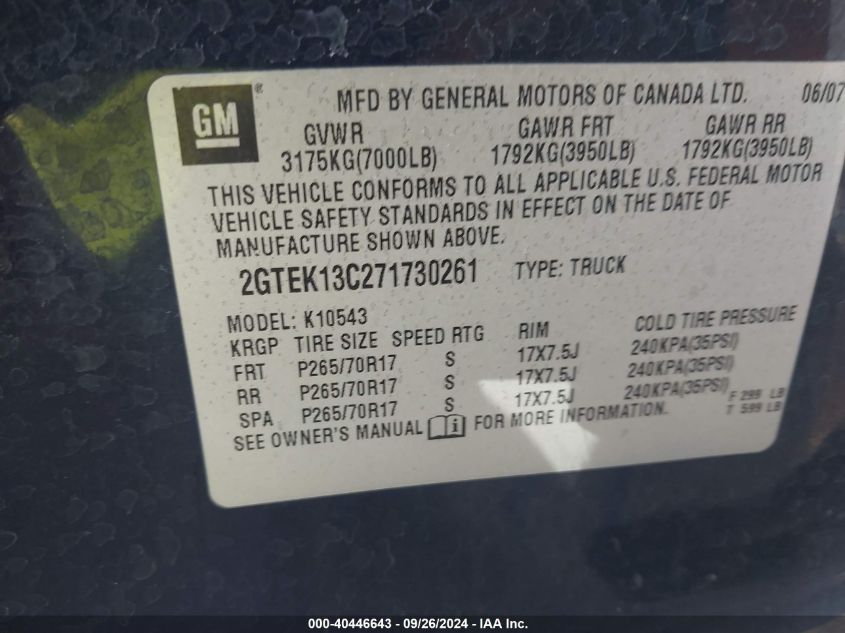 GM ® MFD BY GENERAL MOTORS OF CANADA LTD. 06/07
GVWR GAWR FRT GAWR RR
3175KG(7000LB) 1792KG(3950LB) 1792KG(3950LB)
THIS VEHICLE CONFORMS TO ALL APPLICABLE U.S. FEDERAL MOTOR
VEHICLE SAFETY STANDARDS IN EFFECT ON THE DATE OF
MANUFACTURE SHOWN ABOVE.
2GTEK13C271730261 TYPE: TRUCK
MODEL: K10543
KRGP TIRE SIZE SPEED RTG RIM COLD TIRE PRESSURE
FRT P265/70R17 S 17X7.5J 240KPA(35PSI)
RR P265/70R17 S 17X7.5J 240KPA(35PSI)
SPA P265/70R17 S 17X7.5J 240KPA(35PSI)
F 299 LB
T 599 LB
SEE OWNER'S MANUAL i FOR MORE INFORMATION.
000-40446643 - 09/26/2024 - IAA Inc.